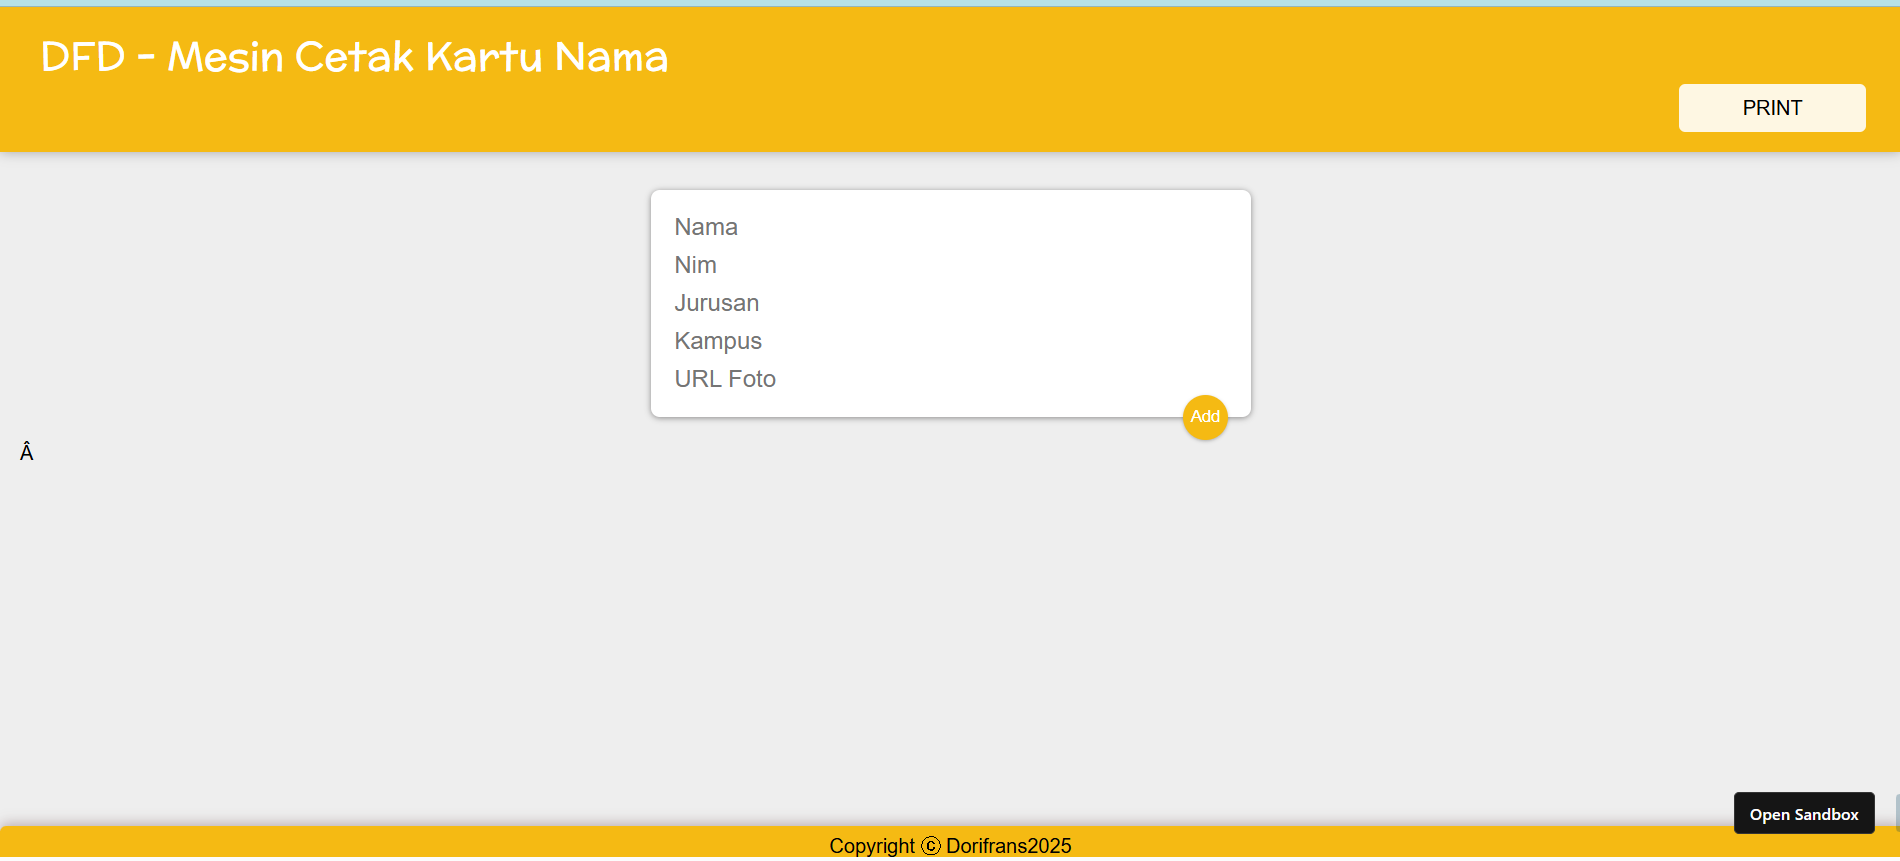 DFD - Mesin Cetak Kartu Nama
PRINT
Nama
Nim
Jurusan
Kampus
URL Foto
Add
Â
Open Sandbox
Copyright ⓒ Dorifrans2025